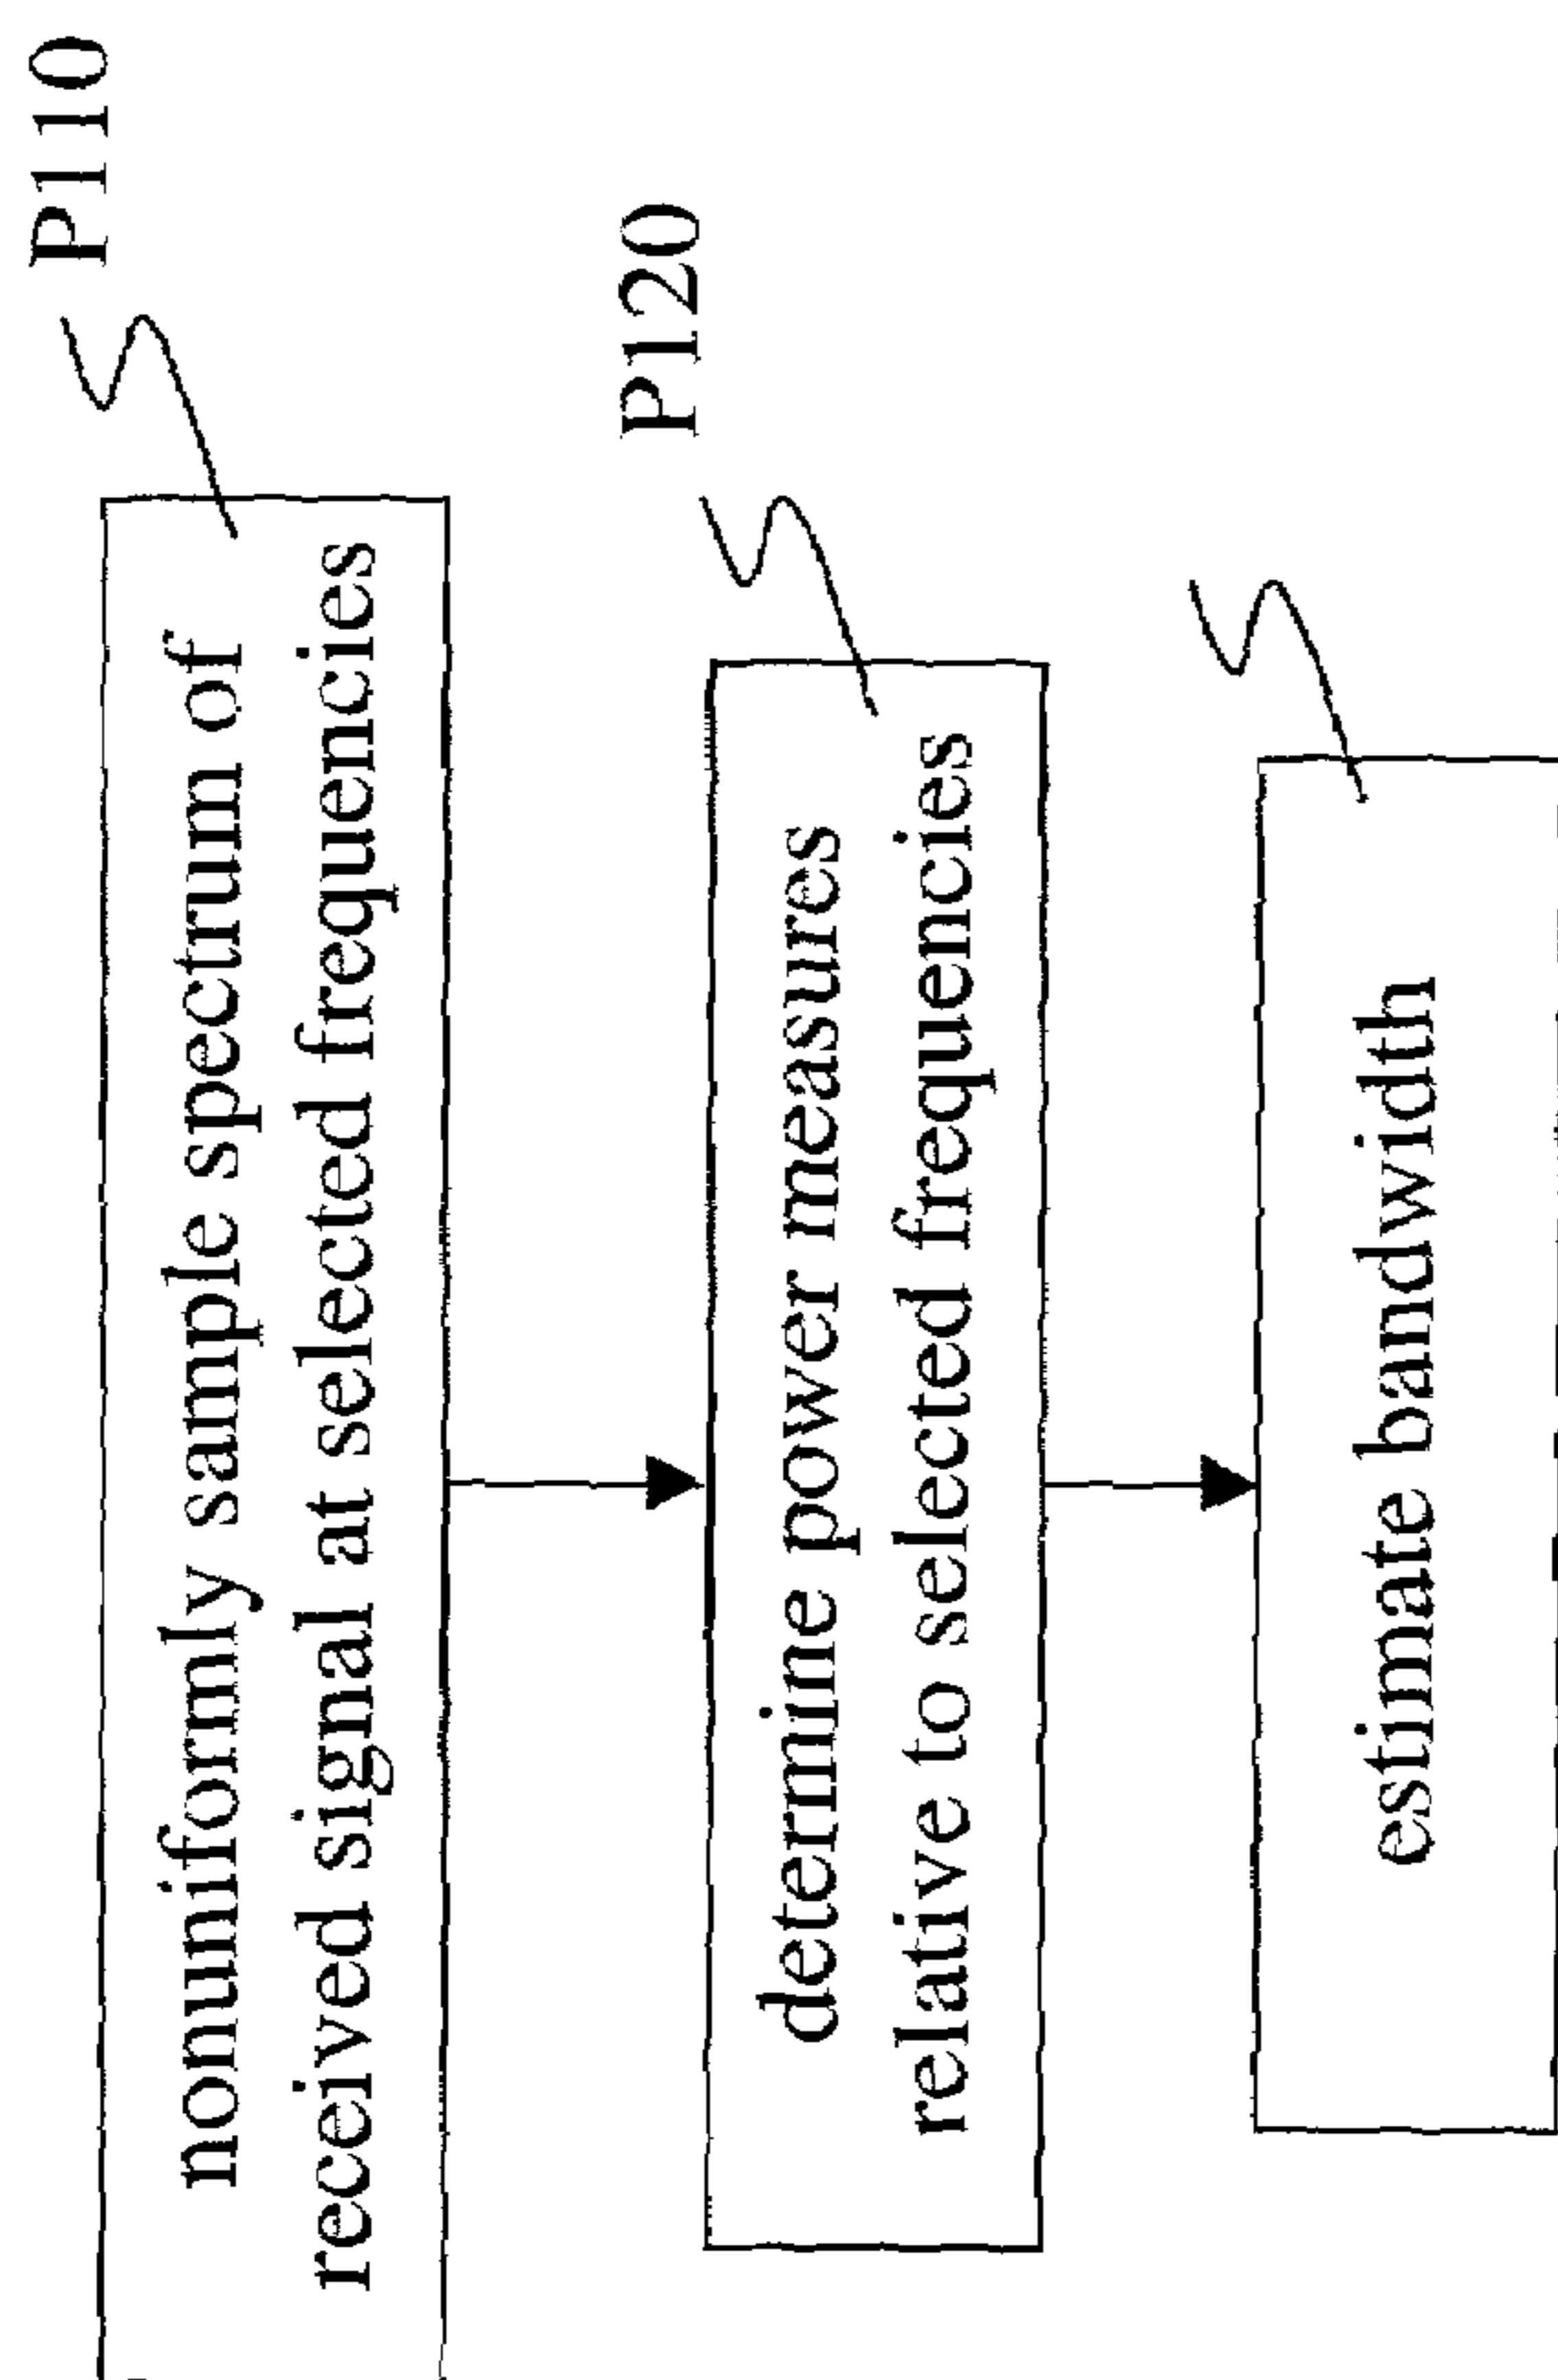 P110
nonuniformly sample spectrum of
received signal at selected frequencies
P120
determine power measures
relative to selected frequencies
estimate bandwidth